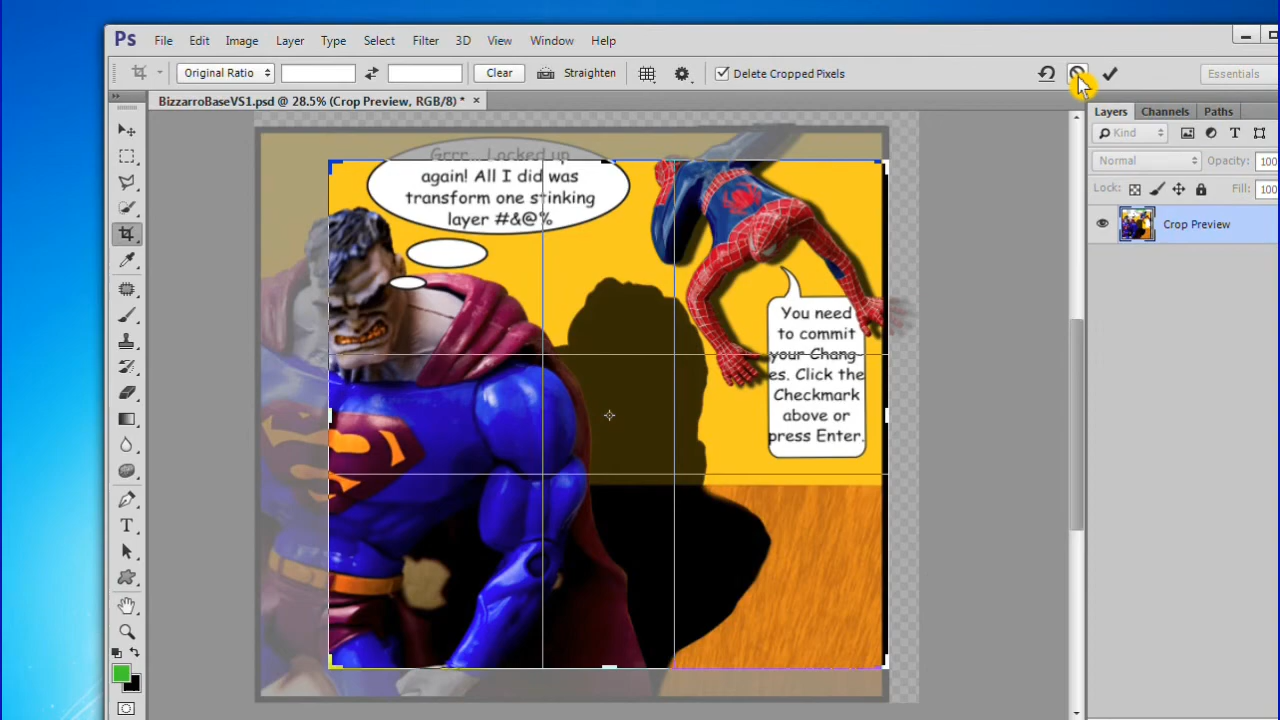 Ps File Edit Image Layer Type Select Filter 3D View Window Help
Original Ratio Clear Straighten Delete Cropped Pixels Essentials
BizzarroBaseVS1.psd @ 28.5% (Crop Preview, RGB/8) * ×
Layers Channels Paths
Kind T
Normal Opacity: 100
Lock: Fill: 100
Crop Preview
Grrr... Locked up
again! All I did was
transform one stinking
layer #&@%
You need
to commit
your Chang-
es. Click the
Checkmark
above or
press Enter.
T